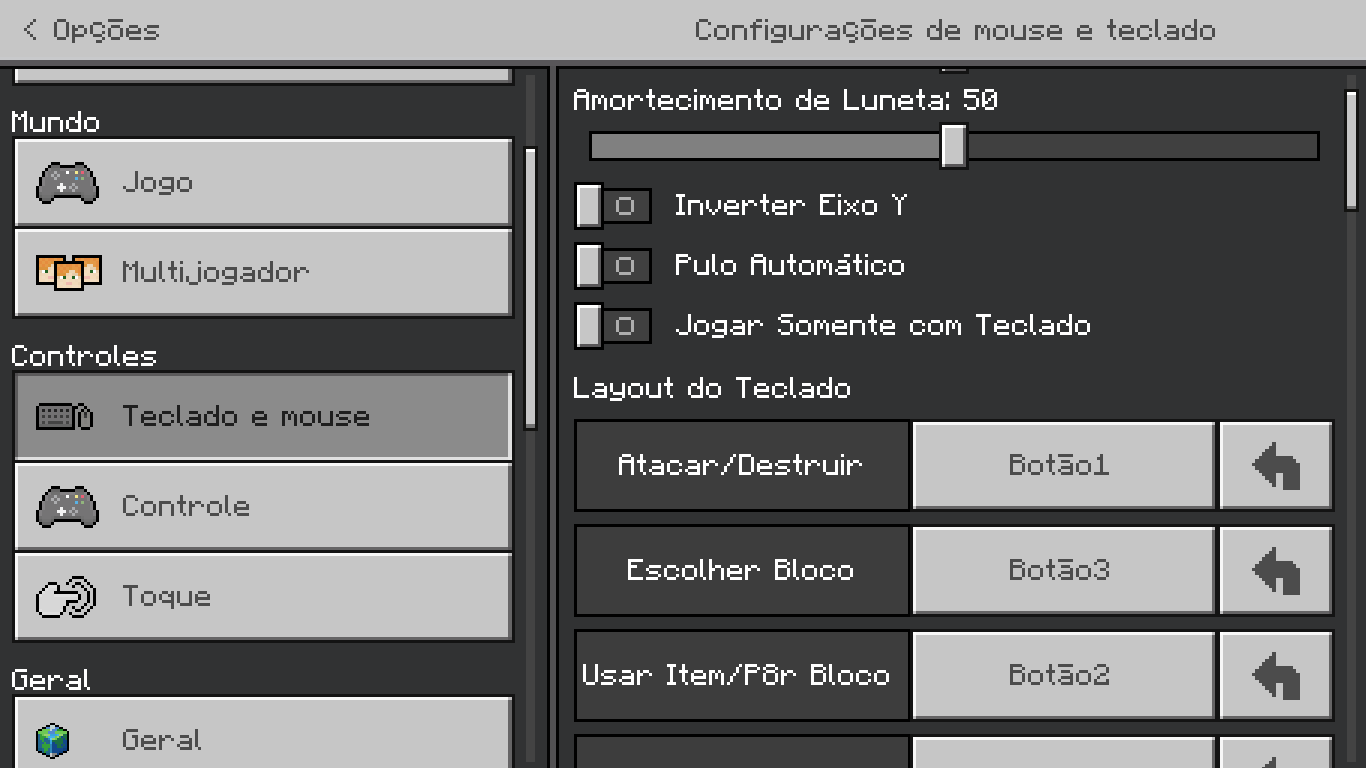 Opções
Configurações de mouse e teclado
Mundo
Jogo
Multijogador
Controles
Teclado e mouse
Controle
Toque
Geral
Geral
Amortecimento de Luneta: 50
Inverter Eixo Y
Pulo Automático
Jogar Somente com Teclado
Layout do Teclado
Atacar/Destruir
Botão1
Escolher Bloco
Botão3
Usar Item/Pôr Bloco
Botão2